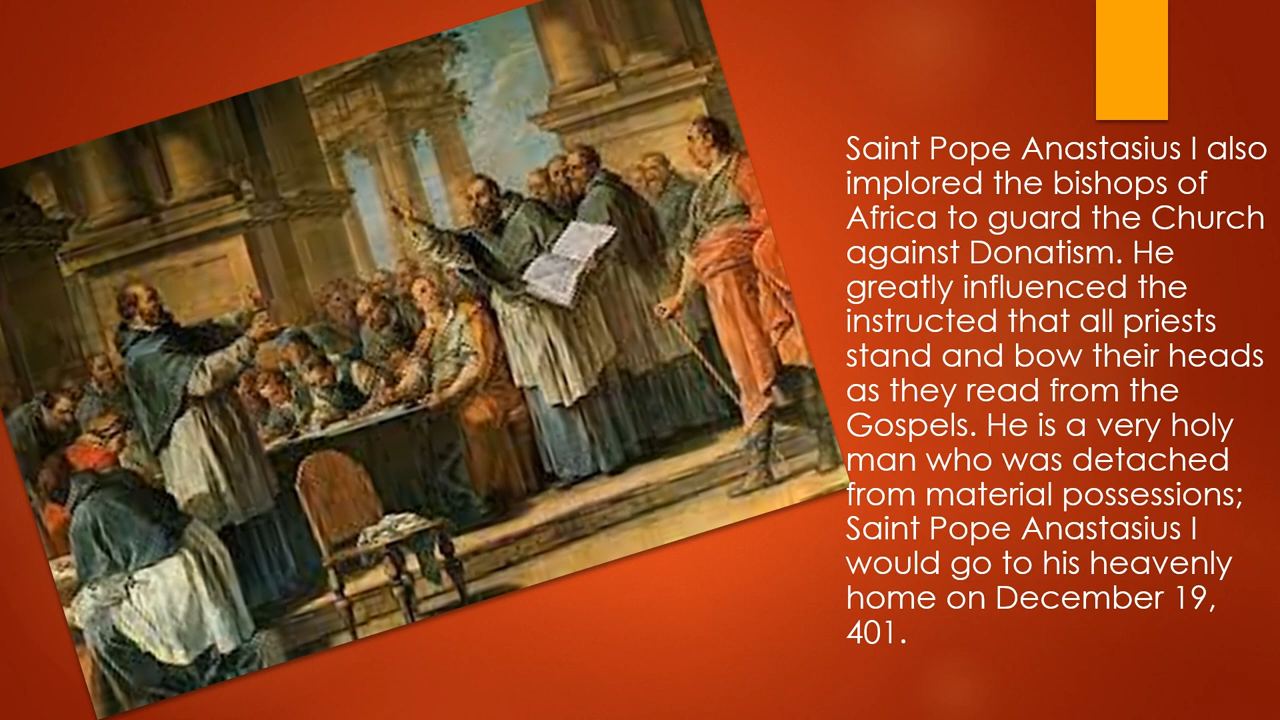 Saint Pope Anastasius I also
implored the bishops of
Africa to guard the Church
against Donatism. He
greatly influenced the
instructed that all priests
stand and bow their heads
as they read from the
Gospels. He is a very holy
man who was detached
from material possessions;
Saint Pope Anastasius I
would go to his heavenly
home on December 19,
401.